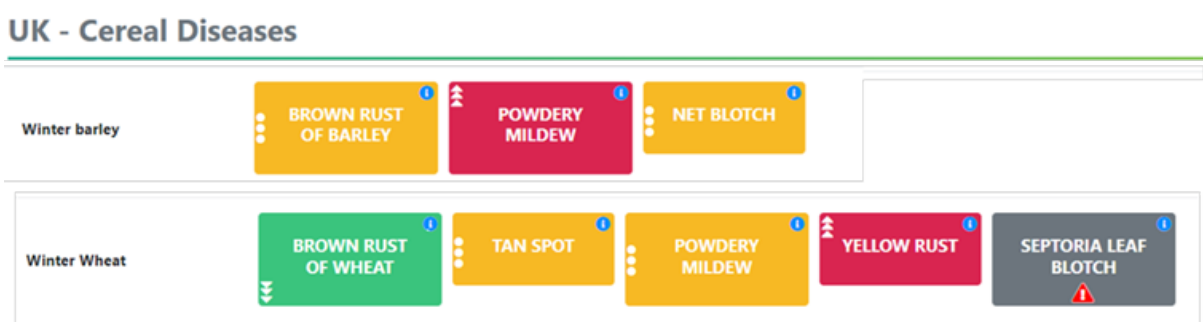 UK - Cereal Diseases
Winter barley
BROWN RUST
OF BARLEY
POWDERY
MILDEW
NET BLOTCH
Winter Wheat
BROWN RUST
OF WHEAT
TAN SPOT
POWDERY
MILDEW
YELLOW RUST
SEPTORIA LEAF
BLOTCH